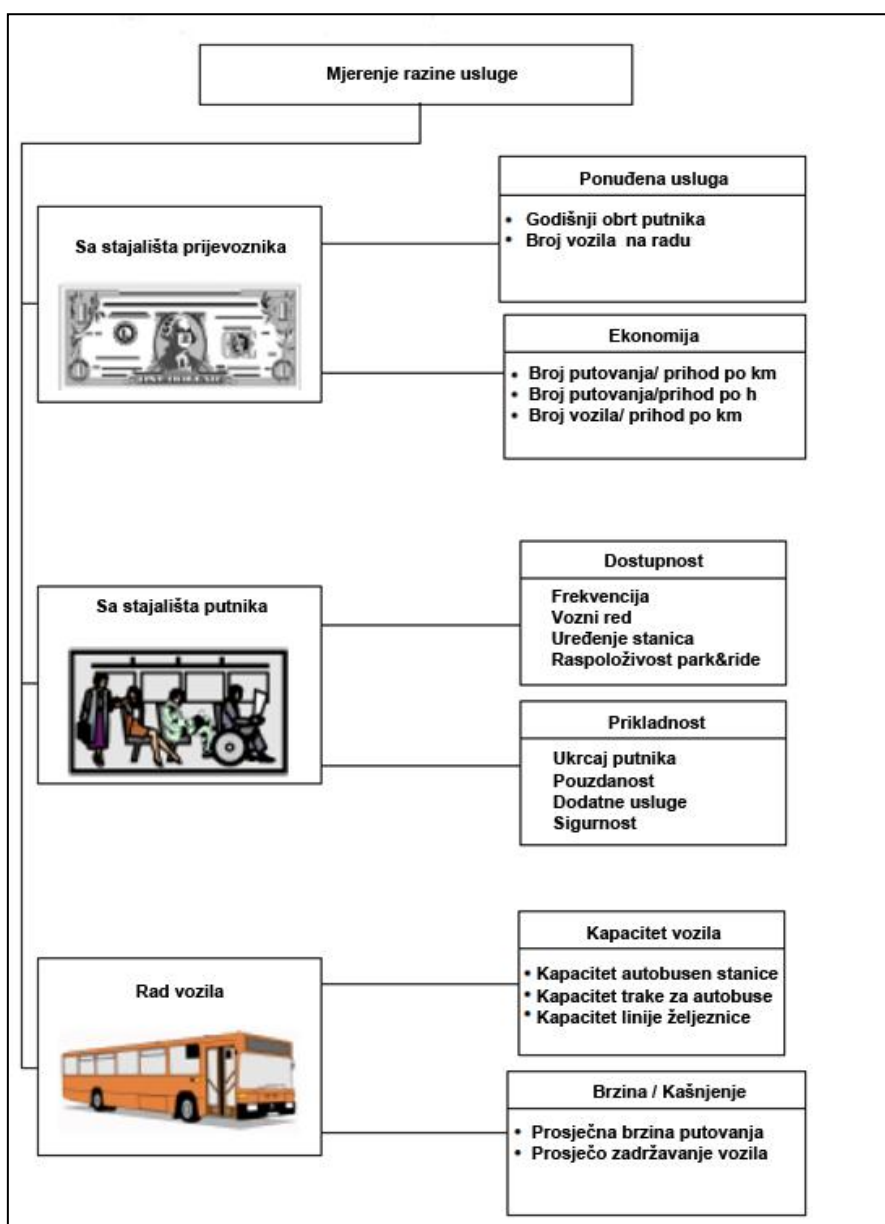 Mjerenje razine usluge
Sa stajališta prijevoznika
Ponuđena usluga
• Godišnji obrt putnika
• Broj vozila na radu
Ekonomija
• Broj putovanja/ prihod po km
• Broj putovanja/prihod po h
• Broj vozila/ prihod po km
Sa stajališta putnika
Dostupnost
Frekvencija
Vozni red
Uređenje stanica
Raspoloživost park&ride
Prikladnost
Ukrcaj putnika
Pouzdanost
Dodatne usluge
Sigurnost
Rad vozila
Kapacitet vozila
• Kapacitet autobusen stanice
• Kapacitet trake za autobuse
• Kapacitet linije željeznice
Brzina / Kašnjenje
• Prosječna brzina putovanja
• Prosječo zadržavanje vozila